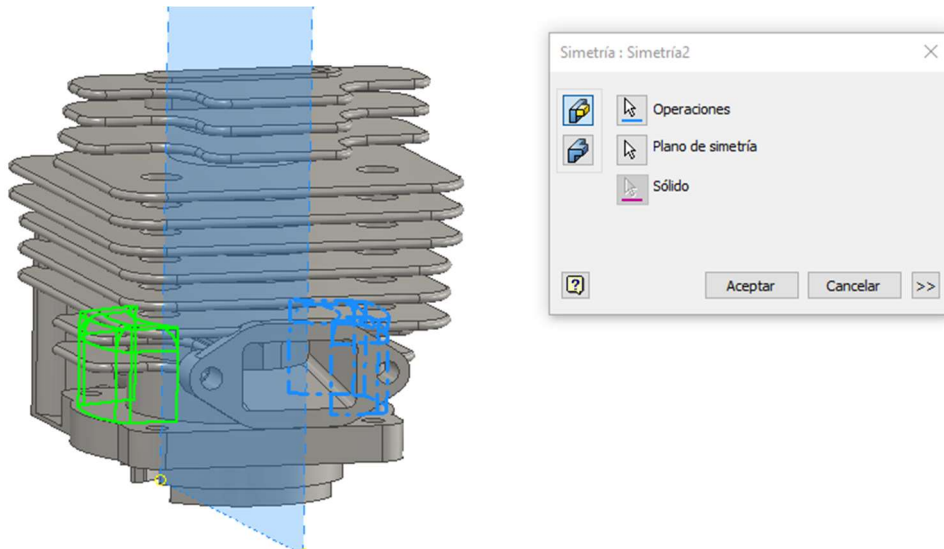 Simetría : Simetría2
Operaciones
Plano de simetría
Sólido
Aceptar
Cancelar
>>